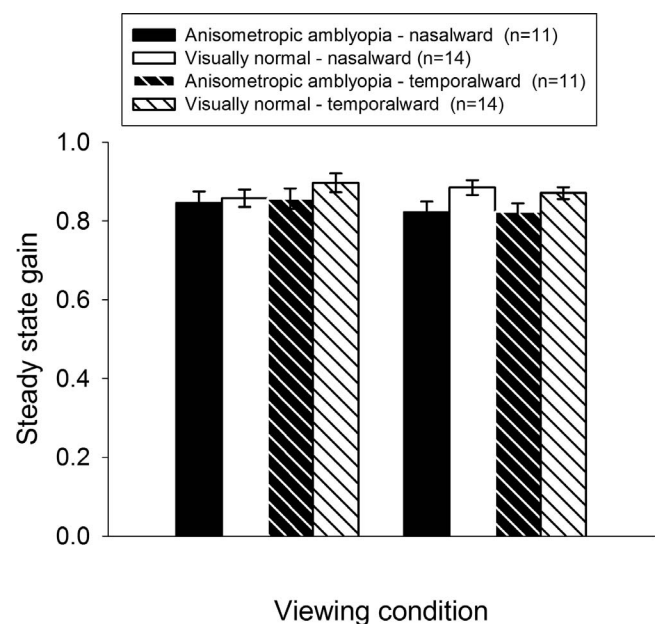 Anisometropic amblyopia - nasalward (n=11)
Visually normal - nasalward (n=14)
Anisometropic amblyopia - temporalward (n=11)
Visually normal - temporalward (n=14)
1.0
0.8
0.6
0.4
0.2
0.0
Steady state gain
Viewing condition